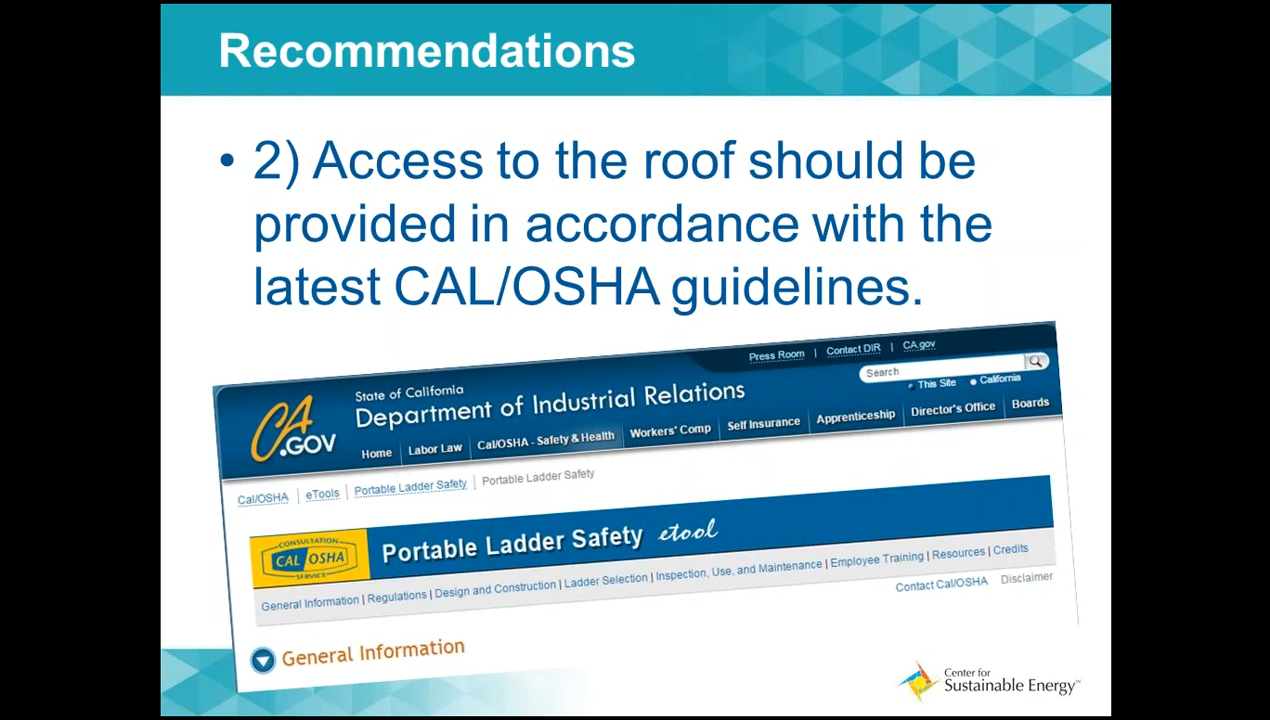 Recommendations
• 2) Access to the roof should be
provided in accordance with the
latest CAL/OSHA guidelines.
Press Room | Contact DIR | CA.gov
Search
This Site California
CA.GOV
State of California
Department of Industrial Relations
Home | Labor Law | Cal/OSHA - Safety & Health | Workers' Comp | Self Insurance | Apprenticeship | Director's Office | Boards
Cal/OSHA | eTools | Portable Ladder Safety | Portable Ladder Safety
CONSULTATION
CAL OSHA
SERVICE
Portable Ladder Safety etool
General Information | Regulations | Design and Construction | Ladder Selection | Inspection, Use, and Maintenance | Employee Training | Resources | Credits
Contact Cal/OSHA Disclaimer
General Information
Center for
Sustainable Energy™